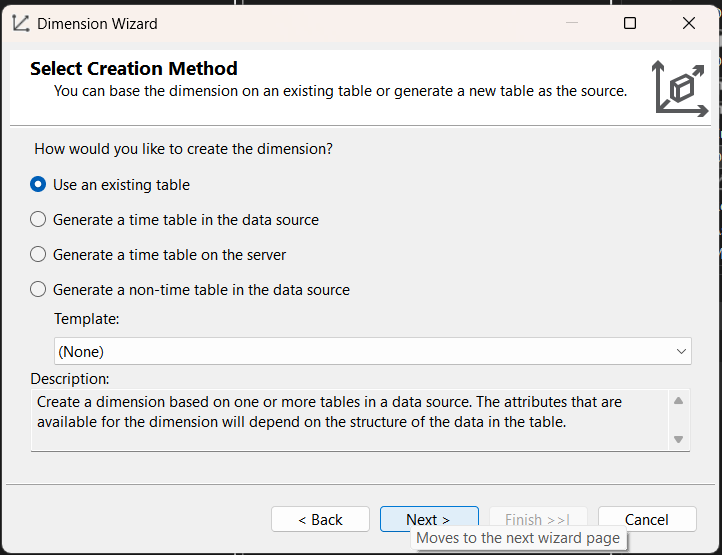 Dimension Wizard
Select Creation Method
You can base the dimension on an existing table or generate a new table as the source.
How would you like to create the dimension?
Use an existing table
Generate a time table in the data source
Generate a time table on the server
Generate a non-time table in the data source
Template:
(None)
Description:
Create a dimension based on one or more tables in a data source. The attributes that are
available for the dimension will depend on the structure of the data in the table.
< Back
Next >
Finish >>|
Cancel
Moves to the next wizard page